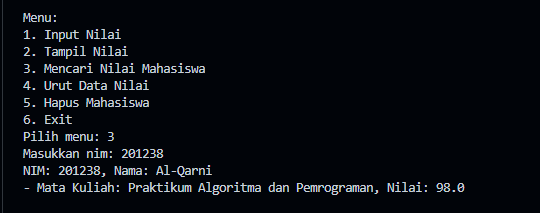 Menu:
1. Input Nilai
2. Tampil Nilai
3. Mencari Nilai Mahasiswa
4. Urut Data Nilai
5. Hapus Mahasiswa
6. Exit
Pilih menu: 3
Masukkan nim: 201238
NIM: 201238, Nama: Al-Qarni
- Mata Kuliah: Praktikum Algoritma dan Pemrograman, Nilai: 98.0